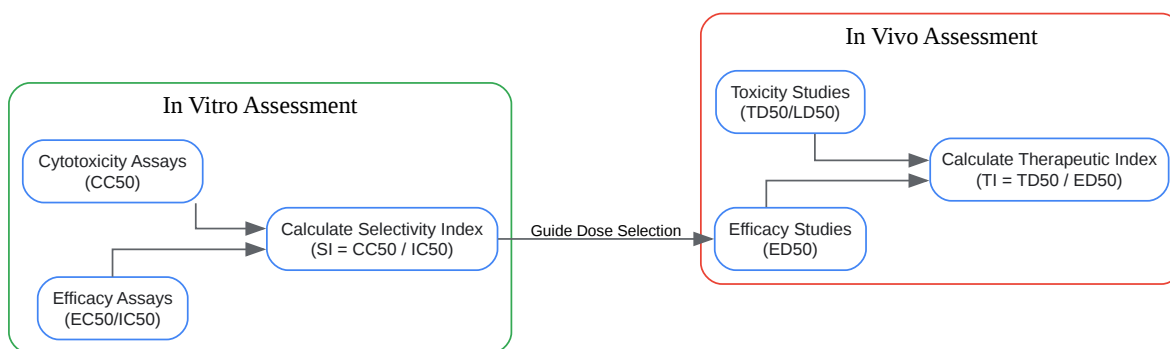 In Vitro Assessment
Cytotoxicity Assays
(CC50)
Efficacy Assays
(EC50/IC50)
Calculate Selectivity Index
(SI = CC50 / IC50)
Guide Dose Selection
In Vivo Assessment
Toxicity Studies
(TD50/LD50)
Efficacy Studies
(ED50)
Calculate Therapeutic Index
(TI = TD50 / ED50)